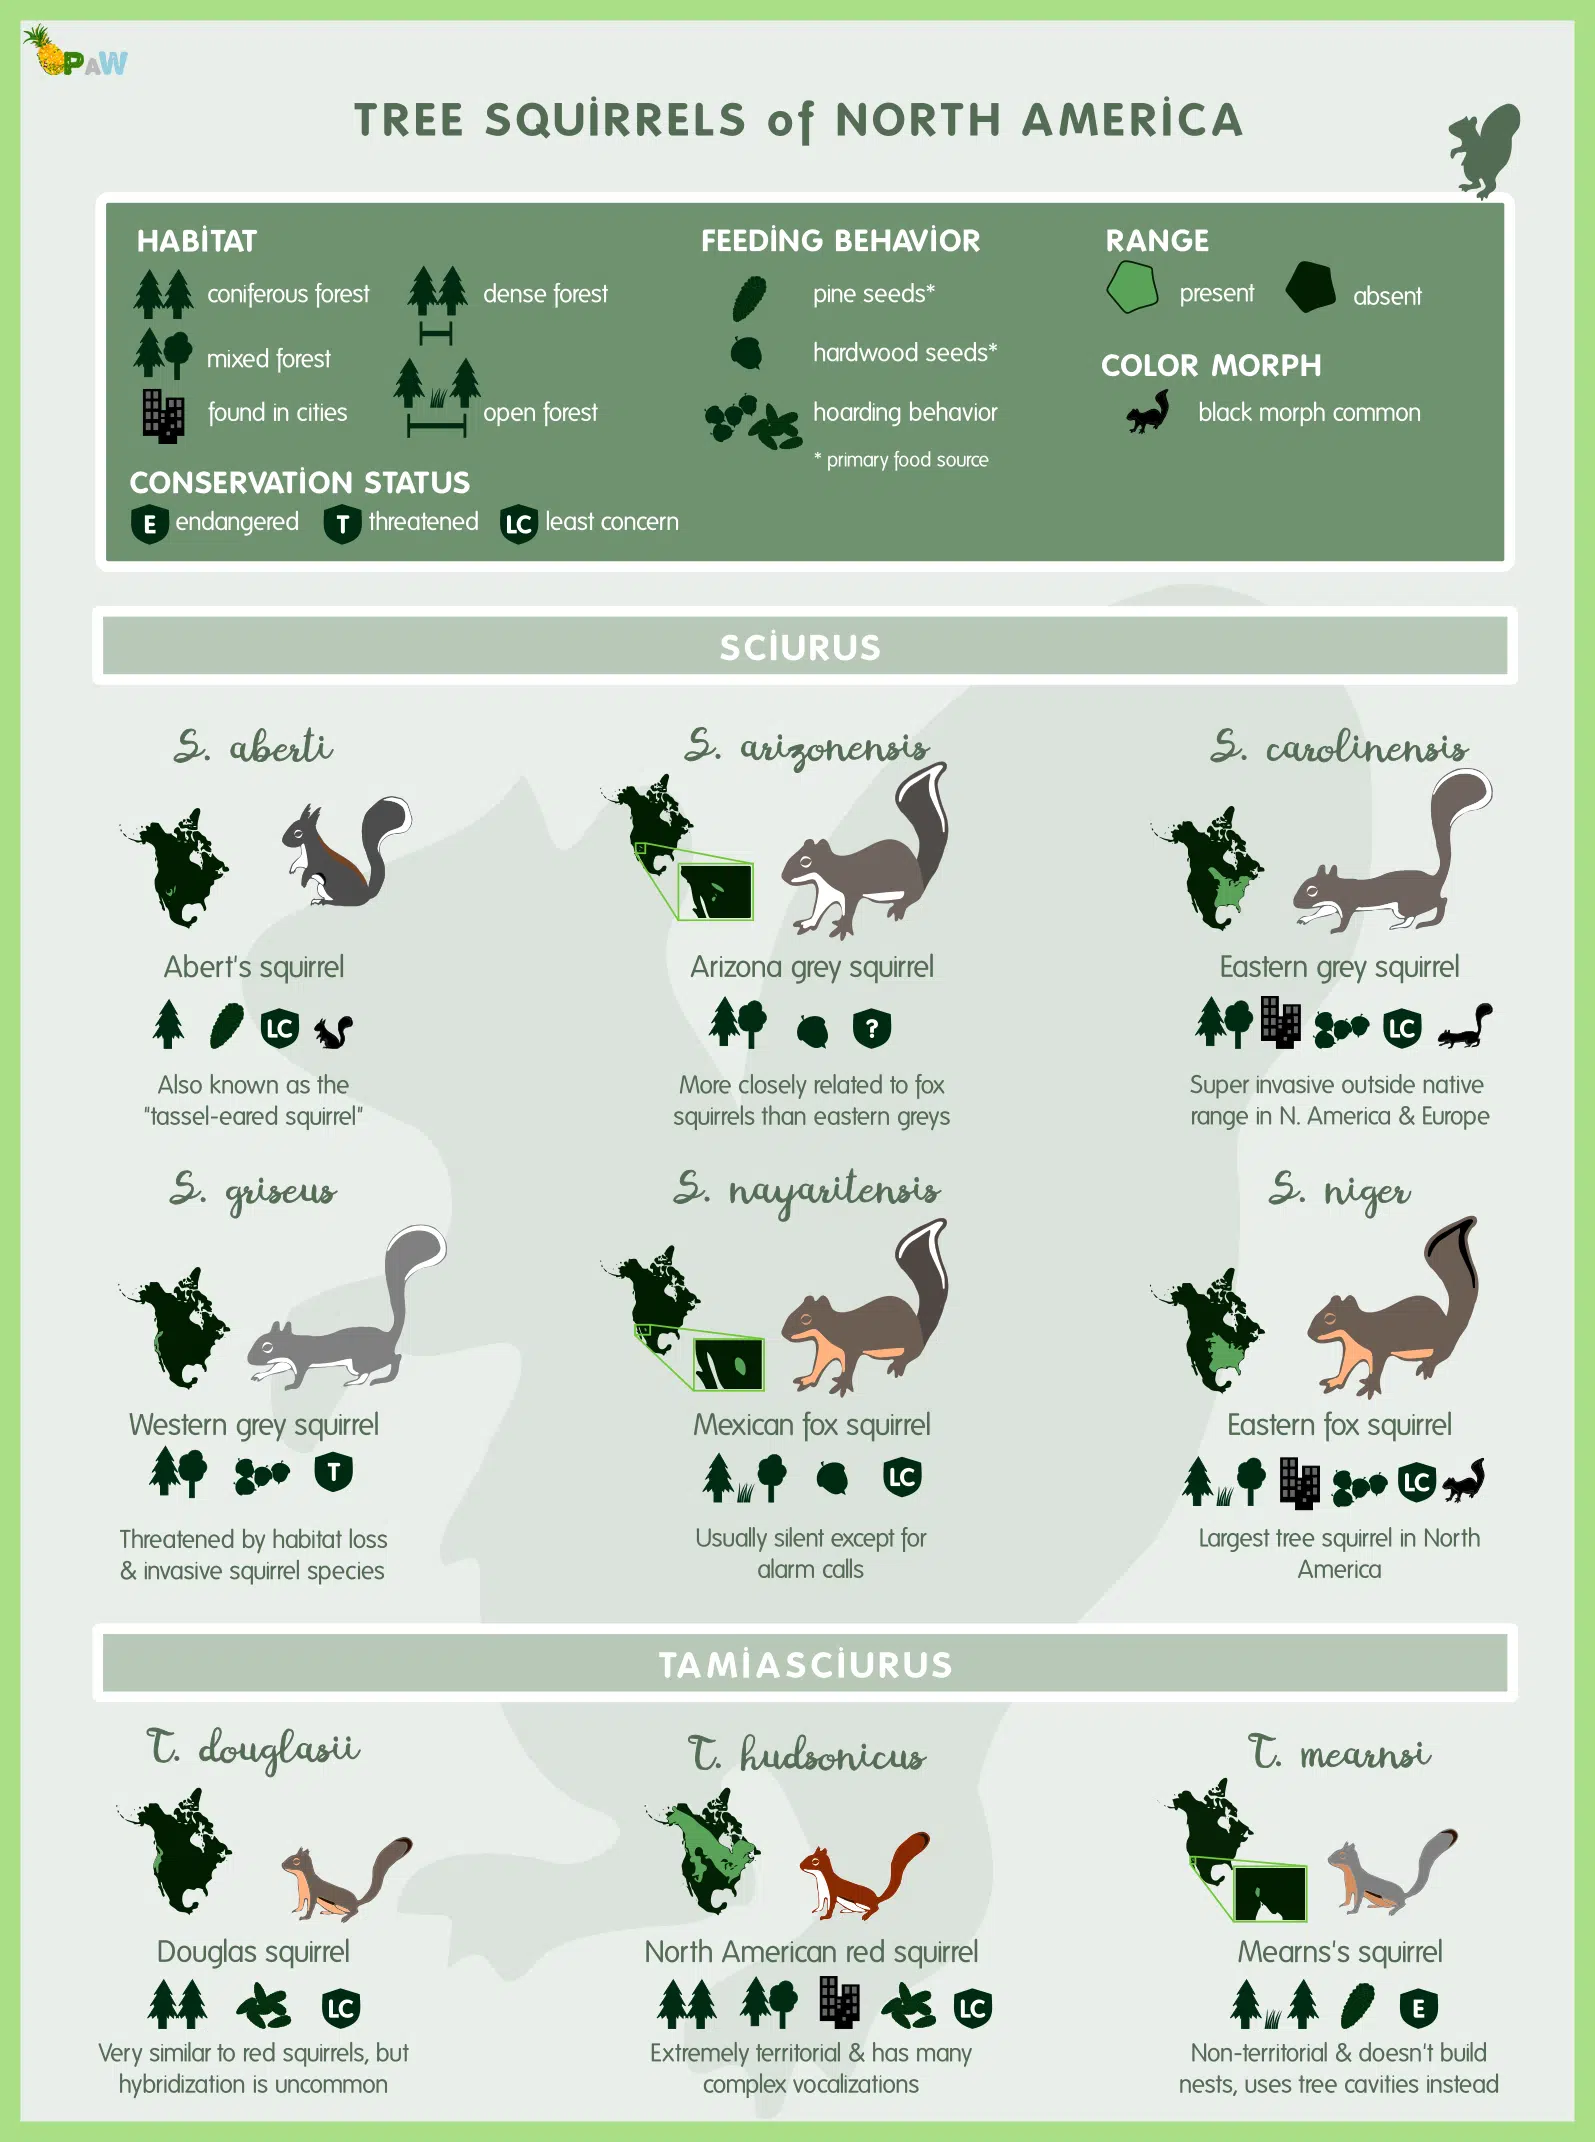 PAW
TREE SQUIRRELS of NORTH AMERICA
HABITAT
coniferous forest
dense forest
mixed forest
found in cities
open forest
CONSERVATION STATUS
E endangered T threatened LC least concern
FEEDING BEHAVIOR
pine seeds*
hardwood seeds*
hoarding behavior
* primary food source
RANGE
present
absent
COLOR MORPH
black morph common
SCIURUS
S. aberti
Abert's squirrel
LC
Also known as the
"tassel-eared squirrel"
S. arizonensis
Arizona grey squirrel
?
More closely related to fox
squirrels than eastern greys
S. carolinensis
Eastern grey squirrel
LC
Super invasive outside native
range in N. America & Europe
S. griseus
Western grey squirrel
T
Threatened by habitat loss
& invasive squirrel species
S. nayaritensis
Mexican fox squirrel
LC
Usually silent except for
alarm calls
S. niger
Eastern fox squirrel
LC
Largest tree squirrel in North
America
TAMIASCIURUS
T. douglasii
Douglas squirrel
LC
Very similar to red squirrels, but
hybridization is uncommon
T. hudsonicus
North American red squirrel
LC
Extremely territorial & has many
complex vocalizations
T. mearnsi
Mearns's squirrel
E
Non-territorial & doesn't build
nests, uses tree cavities instead